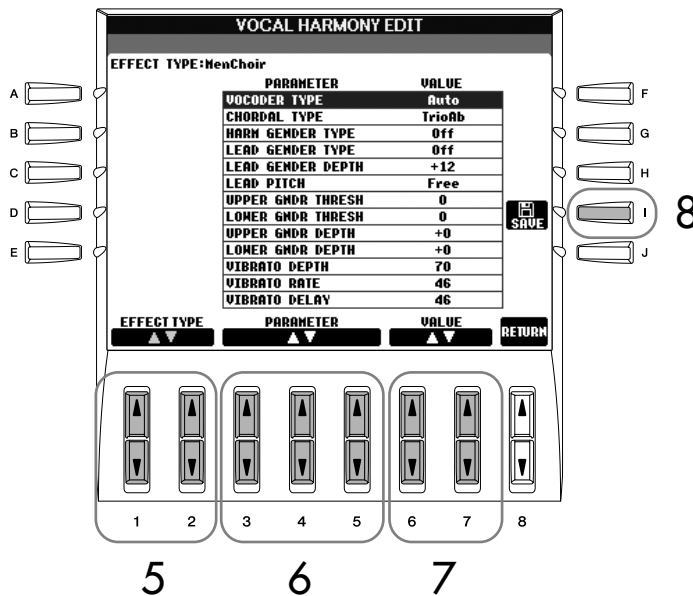 VOCAL HARMONY EDIT
EFFECT TYPE:MenChoir
PARAMETER VALUE
VOCODER TYPE Auto
CHORDAL TYPE TrioAb
HARM GENDER TYPE Off
LEAD GENDER TYPE Off
LEAD GENDER DEPTH +12
LEAD PITCH Free
UPPER GNDR THRESH 0
LOWER GNDR THRESH 0
UPPER GNDR DEPTH +0
LOWER GNDR DEPTH +0
VIBRATO DEPTH 70
VIBRATO RATE 46
VIBRATO DELAY 46
A
B
C
D
E
F
G
H
I
J
8
SAVE
EFFECT TYPE PARAMETER VALUE RETURN
1 2 3 4 5 6 7 8
5 6 7